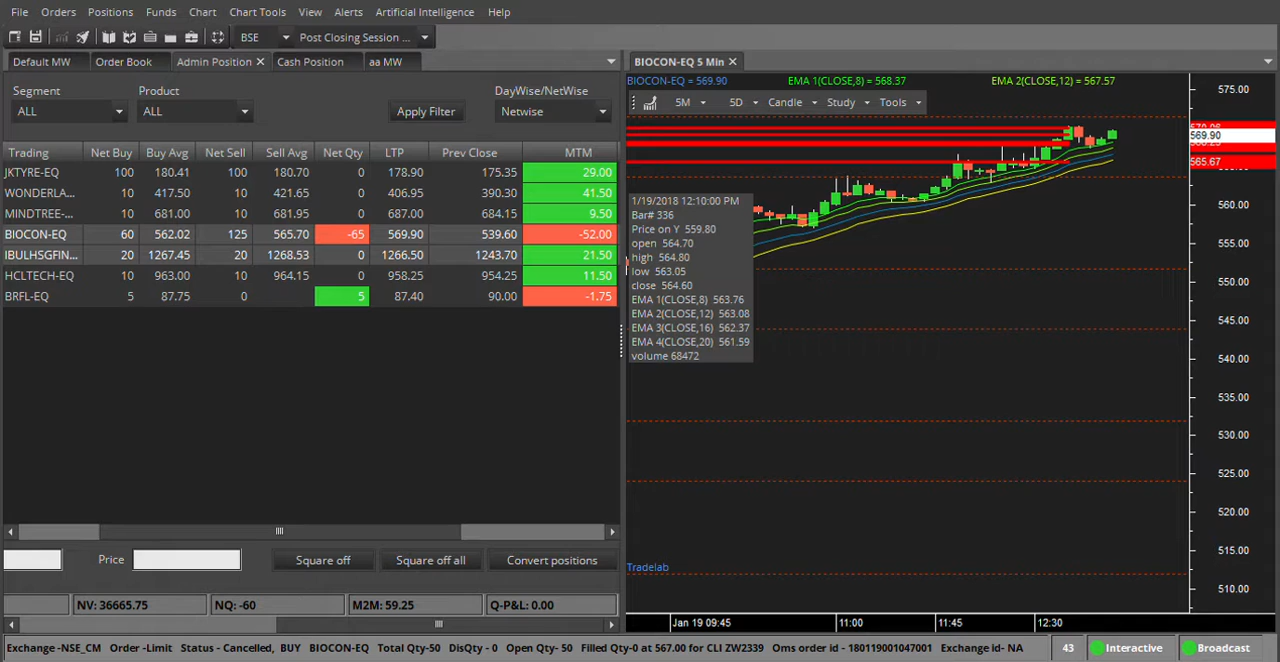 File Orders Positions Funds Chart Chart Tools View Alerts Artificial Intelligence Help
BSE Post Closing Session ...
Default MW Order Book Admin Position Cash Position aa MW
Segment Product DayWise/NetWise
ALL ALL Apply Filter Netwise
Trading Net Buy Buy Avg Net Sell Sell Avg Net Qty LTP Prev Close MTM
JKTYRE-EQ 100 180.41 100 180.70 0 178.90 175.35 29.00
WONDERLA... 10 417.50 10 421.65 0 406.95 390.30 41.50
MINDTREE-... 10 681.00 10 681.95 0 687.00 684.15 9.50
BIOCON-EQ 60 562.02 125 565.70 -65 569.90 539.60 -52.00
IBULHSGFIN... 20 1267.45 20 1268.53 0 1266.50 1243.70 21.50
HCLTECH-EQ 10 963.00 10 964.15 0 958.25 954.25 11.50
BRFL-EQ 5 87.75 0 5 87.40 90.00 -1.75
Price Square off Square off all Convert positions
NV: 36665.75 NQ: -60 M2M: 59.25 Q-P&L: 0.00
BIOCON-EQ 5 Min
BIOCON-EQ = 569.90 EMA 1(CLOSE,8) = 568.37 EMA 2(CLOSE,12) = 567.57
5M 5D Candle Study Tools
1/19/2018 12:10:00 PM
Bar# 336
Price on Y 559.80
open 564.70
high 564.80
low 563.05
close 564.60
EMA 1(CLOSE,8) 563.76
EMA 2(CLOSE,12) 563.08
EMA 3(CLOSE,16) 562.37
EMA 4(CLOSE,20) 561.59
volume 68472
575.00
569.90
565.67
560.00
555.00
550.00
545.00
540.00
535.00
530.00
525.00
520.00
515.00
510.00
Tradelab
Jan 19 09:45 11:00 11:45 12:30
Exchange -NSE_CM Order -Limit Status - Cancelled, BUY BIOCON-EQ Total Qty-50 DisQty - 0 Open Qty- 50 Filled Qty-0 at 567.00 for CLI ZW2339 Oms order id - 180119001047001 Exchange id- NA 43 Interactive Broadcast